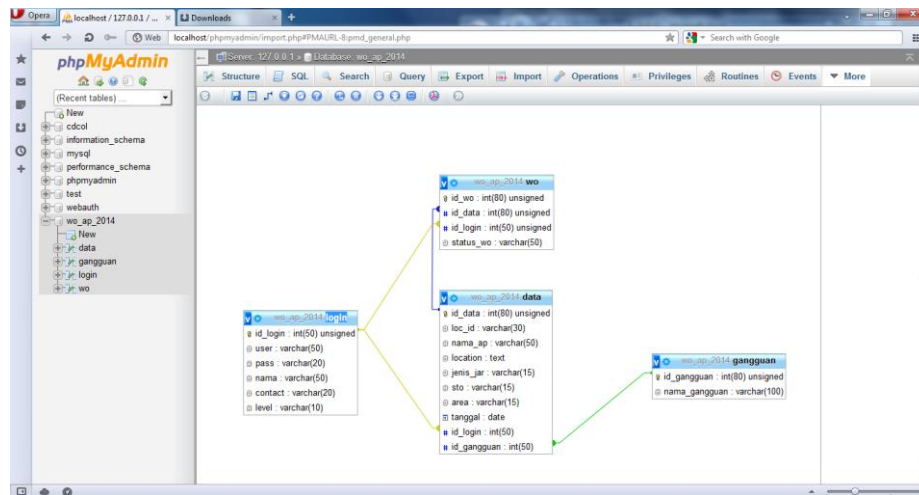 Opera
localhost / 127.0.0.1 / ...
Downloads
Web
localhost/phpmyadmin/import.php#PMAURL-8:pmd_general.php
Search with Google
phpMyAdmin
(Recent tables) ...
New
cdcol
information_schema
mysql
performance_schema
phpmyadmin
test
webauth
wo_ap_2014
New
data
gangguan
login
wo
Server: 127.0.0.1 » Database: wo_ap_2014
Structure
SQL
Search
Query
Export
Import
Operations
Privileges
Routines
Events
More
wo_ap_2014 wo
id_wo : int(80) unsigned
id_data : int(80) unsigned
id_login : int(50) unsigned
status_wo : varchar(50)
wo_ap_2014 login
id_login : int(50) unsigned
user : varchar(50)
pass : varchar(20)
nama : varchar(50)
contact : varchar(20)
level : varchar(10)
wo_ap_2014 data
id_data : int(80) unsigned
loc_id : varchar(30)
nama_ap : varchar(50)
location : text
jenis_jar : varchar(15)
sto : varchar(15)
area : varchar(15)
tanggal : date
id_login : int(50)
id_gangguan : int(50)
wo_ap_2014 gangguan
id_gangguan : int(80) unsigned
nama_gangguan : varchar(100)